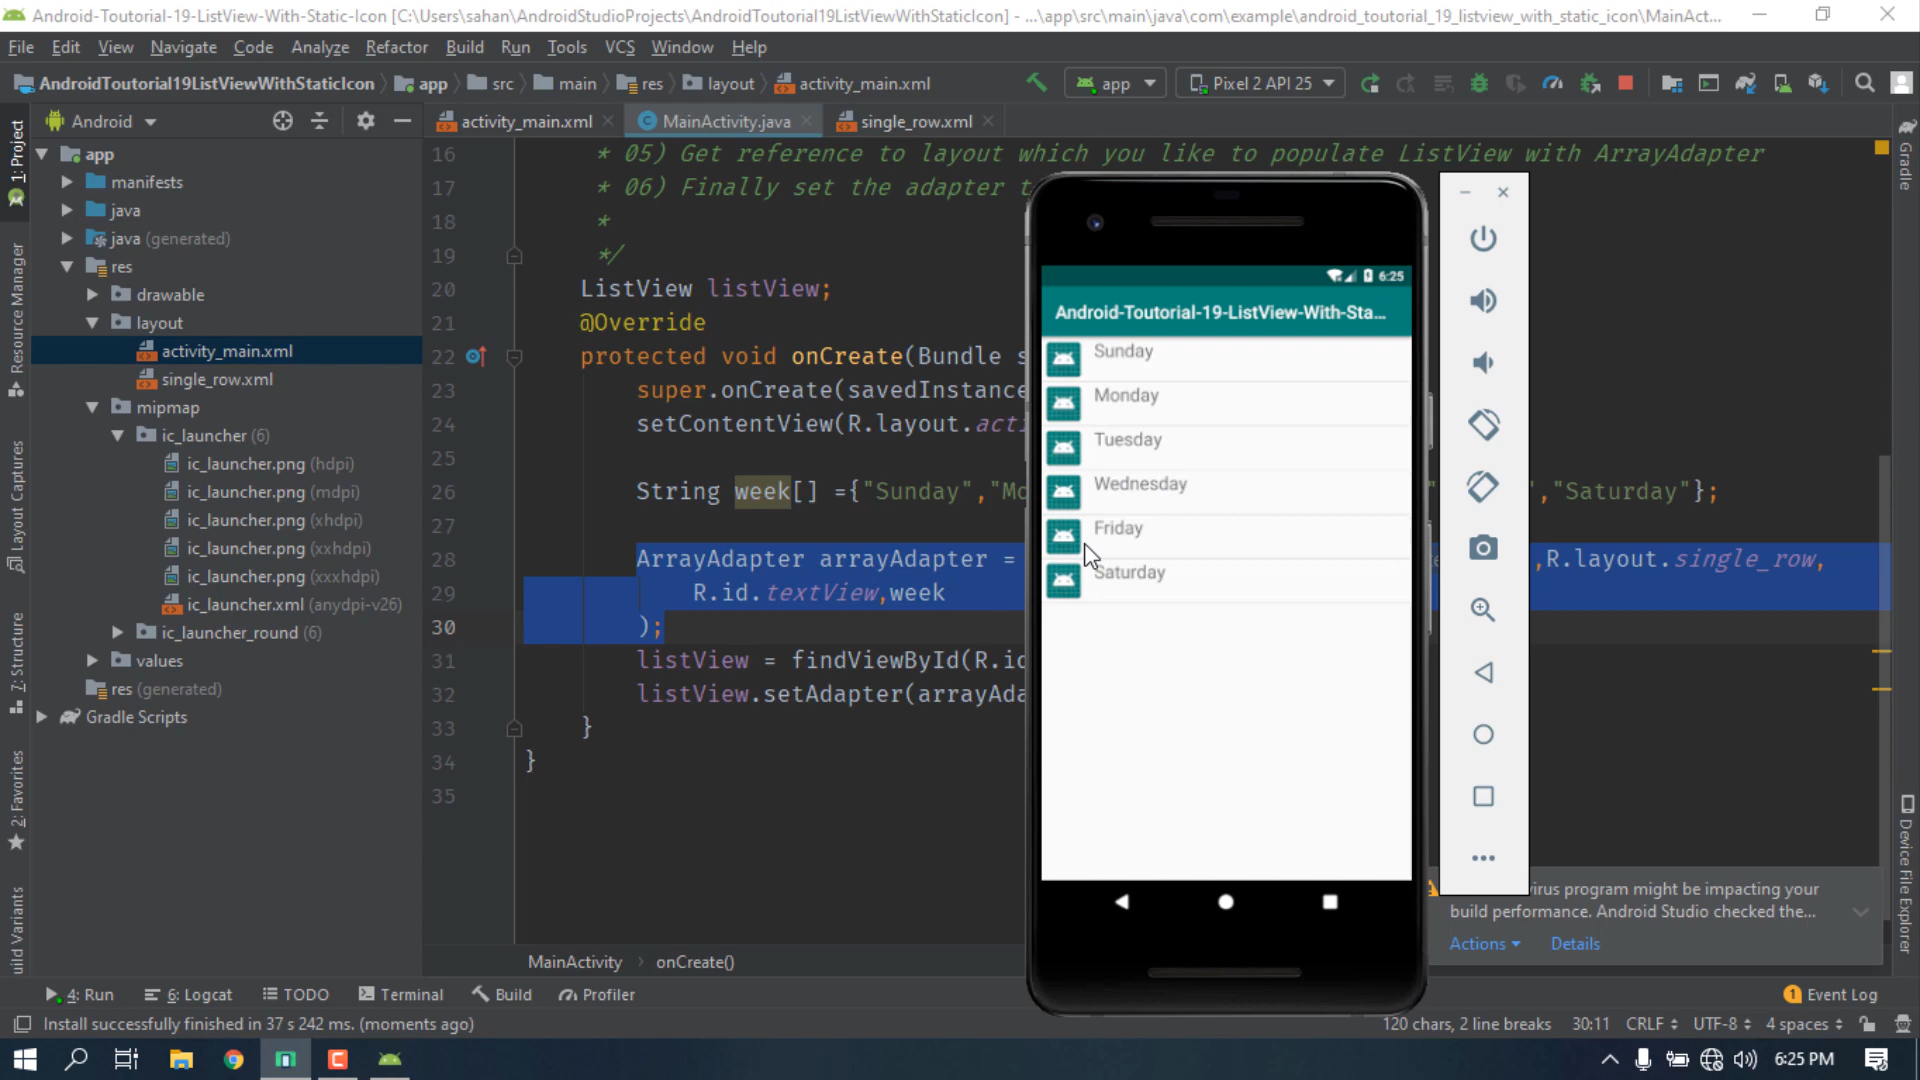 Android-Toutorial-19-ListView-With-Static-Icon [C:\Users\sahan\AndroidStudioProjects\AndroidToutorial19ListViewWithStaticIcon] - ...\app\src\main\java\com\example\android_toutorial_19_listview_with_static_icon\MainAct...
File Edit View Navigate Code Analyze Refactor Build Run Tools VCS Window Help
AndroidToutorial19ListViewWithStaticIcon app src main res layout activity_main.xml app Pixel 2 API 25
Android activity_main.xml MainActivity.java single_row.xml
1: Project
Resource Manager
Layout Captures
7: Structure
2: Favorites
uild Variants
app
manifests
java
java (generated)
res
drawable
layout
activity_main.xml
single_row.xml
mipmap
ic_launcher (6)
ic_launcher.png (hdpi)
ic_launcher.png (mdpi)
ic_launcher.png (xhdpi)
ic_launcher.png (xxhdpi)
ic_launcher.png (xxxhdpi)
ic_launcher.xml (anydpi-v26)
ic_launcher_round (6)
values
res (generated)
Gradle Scripts
16 * 05) Get reference to layout which you like to populate ListView with ArrayAdapter
17 * 06) Finally set the adapter t
18 *
19 */
20 ListView listView;
21 @Override
22 protected void onCreate(Bundle s
23 super.onCreate(savedInstance
24 setContentView(R.layout.acti
25
26 String week[] ={"Sunday","Mo ","Saturday"};
27
28 ArrayAdapter arrayAdapter = ,R.layout.single_row,
29 R.id.textView,week
30 );
31 listView = findViewById(R.id
32 listView.setAdapter(arrayAda
33 }
34 }
35
6:25
Android-Toutorial-19-ListView-With-Sta...
Sunday
Monday
Tuesday
Wednesday
Friday
Saturday
Gradle
Device File Explorer
virus program might be impacting your
build performance. Android Studio checked the...
Actions Details
MainActivity onCreate()
4: Run 6: Logcat TODO Terminal Build Profiler 1 Event Log
Install successfully finished in 37 s 242 ms. (moments ago) 120 chars, 2 line breaks 30:11 CRLF UTF-8 4 spaces
6:25 PM